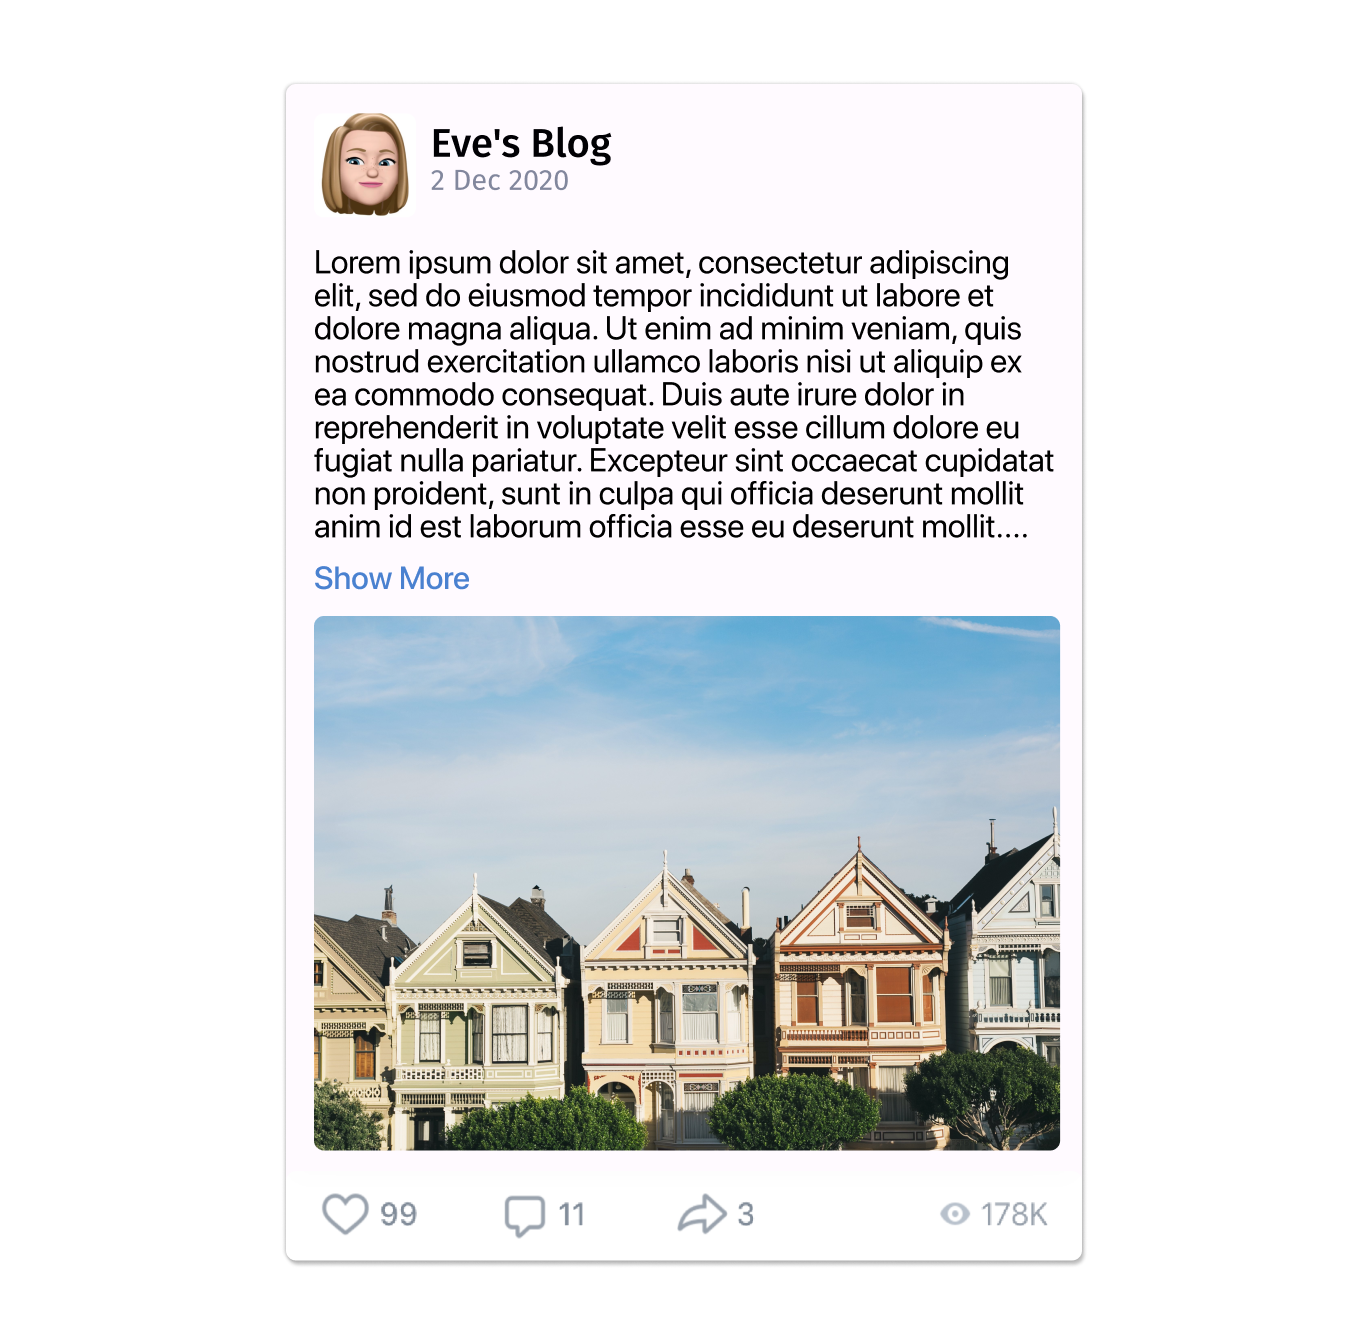 Eve's Blog
2 Dec 2020
Lorem ipsum dolor sit amet, consectetur adipiscing
elit, sed do eiusmod tempor incididunt ut labore et
dolore magna aliqua. Ut enim ad minim veniam, quis
nostrud exercitation ullamco laboris nisi ut aliquip ex
ea commodo consequat. Duis aute irure dolor in
reprehenderit in voluptate velit esse cillum dolore eu
fugiat nulla pariatur. Excepteur sint occaecat cupidatat
non proident, sunt in culpa qui officia deserunt mollit
anim id est laborum officia esse eu deserunt mollit....
Show More
99 11 3 178K